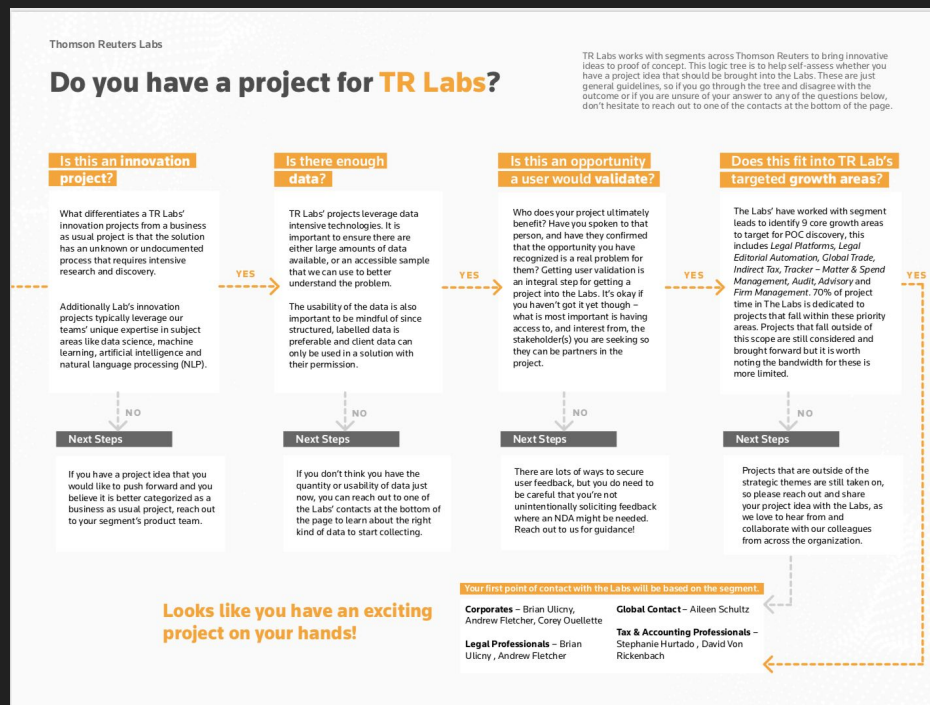 Thomson Reuters Labs
Do you have a project for TR Labs?
TR Labs works with segments across Thomson Reuters to bring innovative
ideas to proof of concept. This logic tree is to help self-assess whether you
have a project idea that should be brought into the Labs. These are just
general guidelines, so if you go through the tree and disagree with the
outcome or if you are unsure of your answer to any of the questions below,
don't hesitate to reach out to one of the contacts at the bottom of the page.
Is this an innovation
project?
What differentiates a TR Labs'
innovation projects from a business
as usual project is that the solution
has an unknown or undocumented
process that requires intensive
research and discovery.
Additionally Lab's innovation
projects typically leverage our
teams' unique expertise in subject
areas like data science, machine
learning, artificial intelligence and
natural language processing (NLP).
YES
NO
Next Steps
If you have a project idea that you
would like to push forward and you
believe it is better categorized as a
business as usual project, reach out
to your segment's product team.
Is there enough
data?
TR Labs' projects leverage data
intensive technologies. It is
important to ensure there are
either large amounts of data
available, or an accessible sample
that we can use to better
understand the problem.
The usability of the data is also
important to be mindful of since
structured, labelled data is
preferable and client data can
only be used in a solution with
their permission.
YES
NO
Next Steps
If you don't think you have the
quantity or usability of data just
now, you can reach out to one of
the Labs' contacts at the bottom of
the page to learn about the right
kind of data to start collecting.
Is this an opportunity
a user would validate?
Who does your project ultimately
benefit? Have you spoken to that
person, and have they confirmed
that the opportunity you have
recognized is a real problem for
them? Getting user validation is
an integral step for getting a
project into the Labs. It's okay if
you haven't got it yet though –
what is most important is having
access to, and interest from, the
stakeholder(s) you are seeking so
they can be partners in the
project.
YES
NO
Next Steps
There are lots of ways to secure
user feedback, but you do need to
be careful that you're not
unintentionally soliciting feedback
where an NDA might be needed.
Reach out to us for guidance!
Does this fit into TR Lab's
targeted growth areas?
The Labs' have worked with segment
leads to identify 9 core growth areas
to target for POC discovery, this
includes Legal Platforms, Legal
Editorial Automation, Global Trade,
Indirect Tax, Tracker – Matter & Spend
Management, Audit, Advisory and
Firm Management. 70% of project
time in The Labs is dedicated to
projects that fall within these priority
areas. Projects that fall outside of
this scope are still considered and
brought forward but it is worth
noting the bandwidth for these is
more limited.
YES
NO
Next Steps
Projects that are outside of the
strategic themes are still taken on,
so please reach out and share
your project idea with the Labs, as
we love to hear from and
collaborate with our colleagues
from across the organization.
Looks like you have an exciting
project on your hands!
Your first point of contact with the Labs will be based on the segment.
Corporates – Brian Ulicny,
Andrew Fletcher, Corey Ouellette
Legal Professionals – Brian
Ulicny , Andrew Fletcher
Global Contact – Aileen Schultz
Tax & Accounting Professionals –
Stephanie Hurtado , David Von
Rickenbach